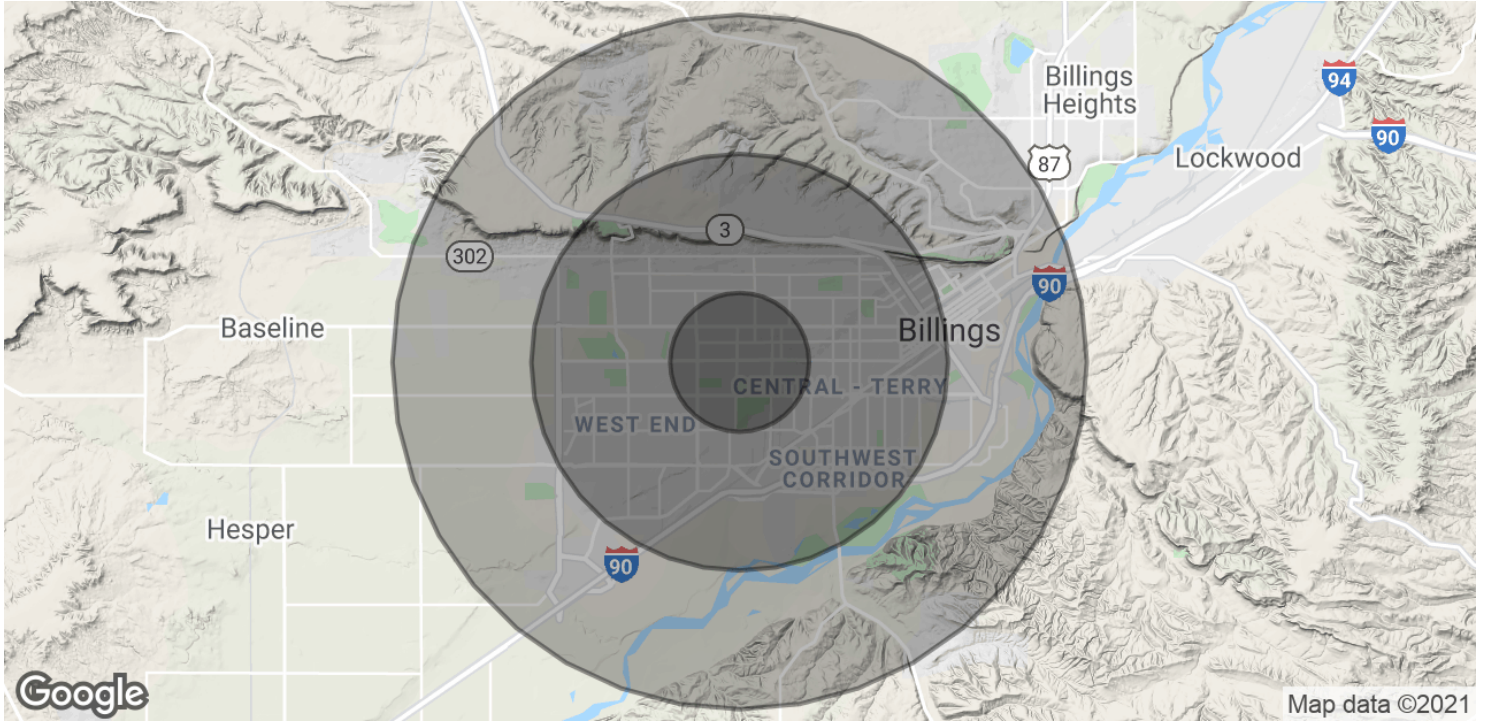 Billings
Heights
94
90
87
Lockwood
3
302
90
Baseline
Billings
CENTRAL - TERRY
WEST END
SOUTHWEST
CORRIDOR
Hesper
90
Google
Map data ©2021